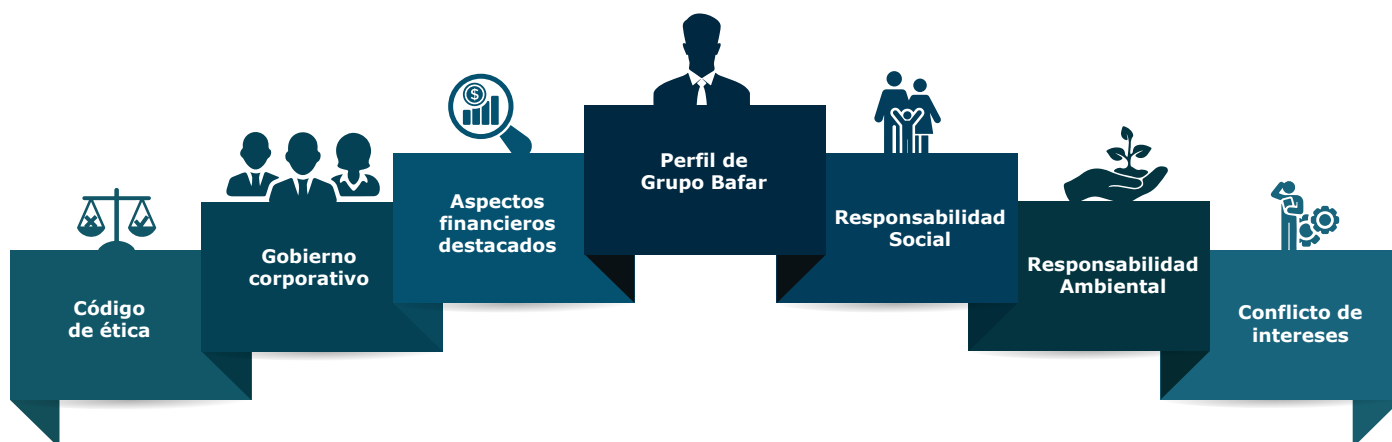 Código
de ética
Gobierno
corporativo
Aspectos
financieros
destacados
$
Perfil de
Grupo Bafar
Responsabilidad
Social
Responsabilidad
Ambiental
Conflicto de
intereses